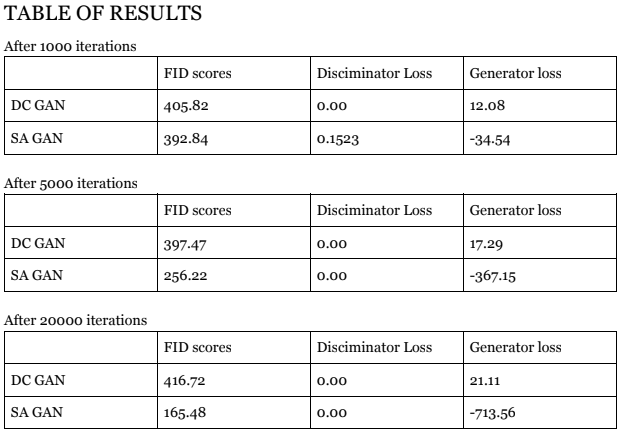 TABLE OF RESULTS
After 1000 iterations
FID scores Disciminator Loss Generator loss
DC GAN 405.82 0.00 12.08
SA GAN 392.84 0.1523 -34.54
After 5000 iterations
FID scores Disciminator Loss Generator loss
DC GAN 397.47 0.00 17.29
SA GAN 256.22 0.00 -367.15
After 20000 iterations
FID scores Disciminator Loss Generator loss
DC GAN 416.72 0.00 21.11
SA GAN 165.48 0.00 -713.56